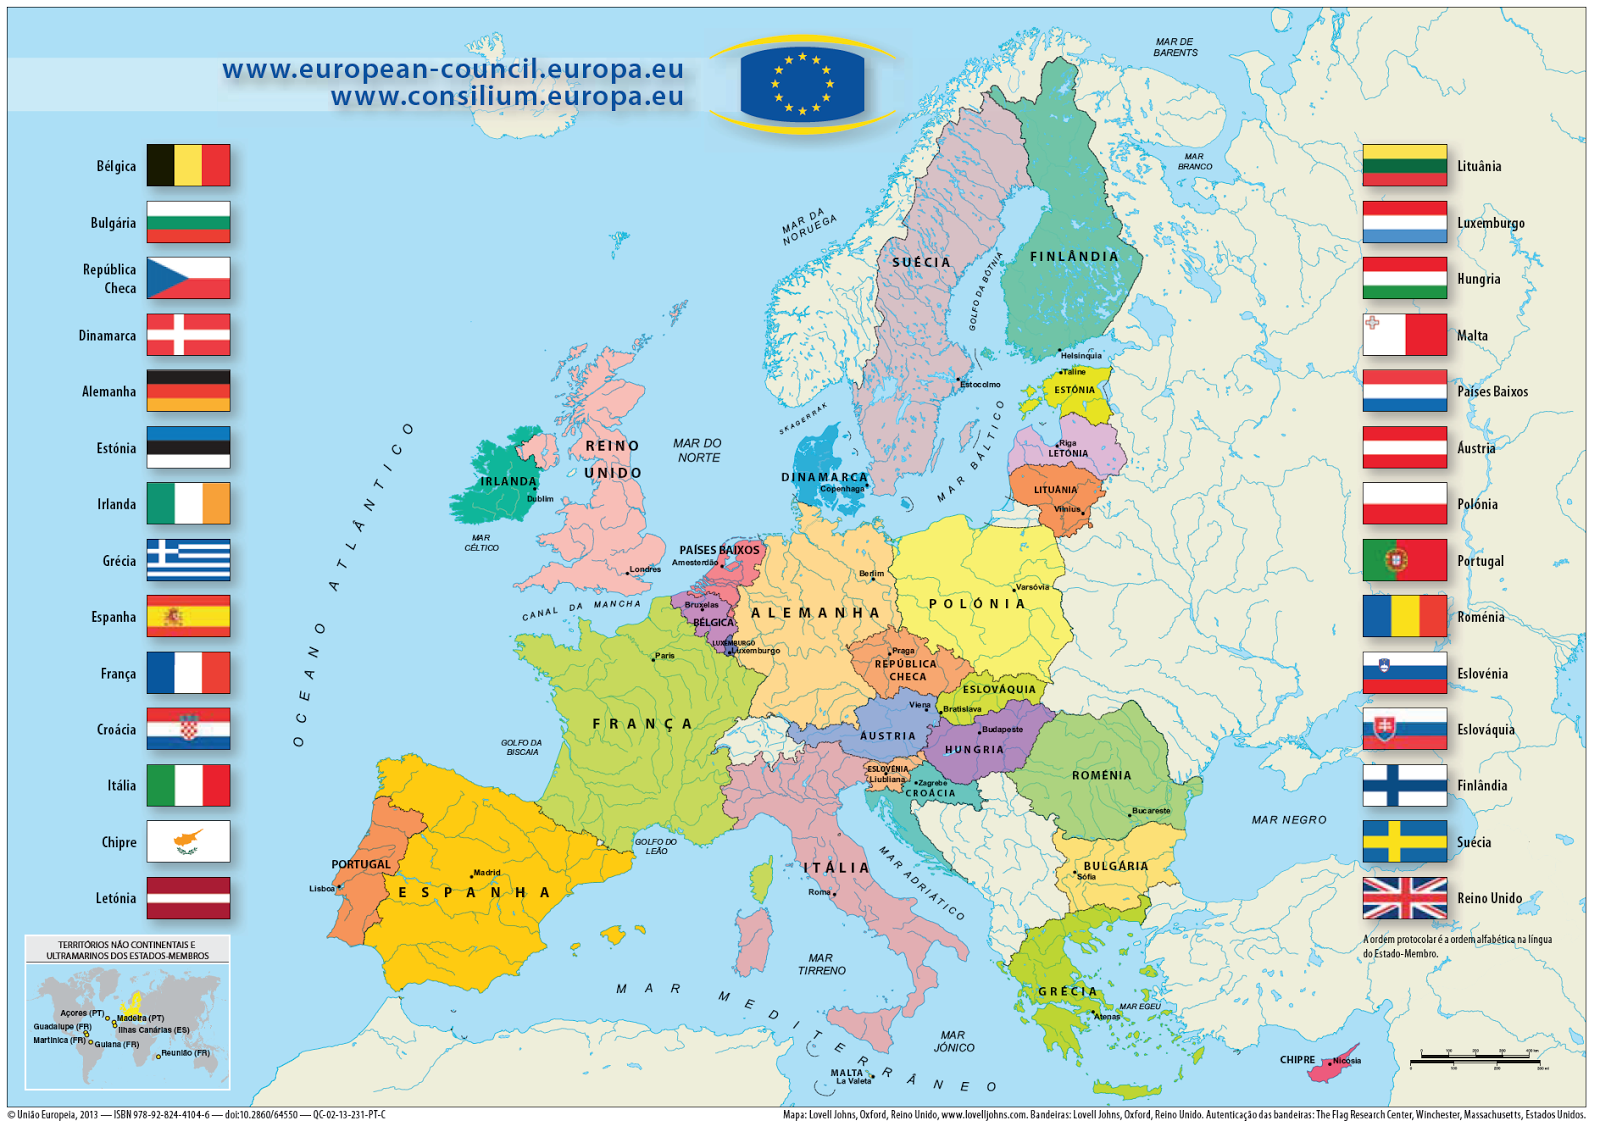 www.european-council.europa.eu
www.consilium.europa.eu
Bélgica
Bulgária
República
Checa
Dinamarca
Alemanha
Estónia
Irlanda
Grécia
Espanha
França
Croácia
Itália
Chipre
Letónia
Lituânia
Luxemburgo
Hungria
Malta
Países Baixos
Áustria
Polónia
Portugal
Roménia
Eslovénia
Eslováquia
Finlândia
Suécia
Reino Unido
A ordem protocolar é a ordem alfabética na língua
do Estado-Membro.
MAR DE
BARENTS
MAR
BRANCO
MAR DA
NORUEGA
SUÉCIA
FINLÂNDIA
GOLFO DA BÓTNIA
Helsínquia
Taline
Estocolmo
ESTÓNIA
SKAGERRAK
MAR BÁLTICO
Riga
LETÓNIA
LITUÂNIA
Vilnius
REINO
UNIDO
MAR DO
NORTE
DINAMARCA
Copenhaga
IRLANDA
Dublim
MAR
CÉLTICO
OCEANO ATLÂNTICO
Londres
PAÍSES BAIXOS
Amesterdão
CANAL DA MANCHA
Bruxelas
BÉLGICA
LUXEMBURGO
Luxemburgo
Berlim
ALEMANHA
POLÓNIA
Varsóvia
Paris
FRANÇA
Praga
REPÚBLICA
CHECA
ESLOVÁQUIA
Viena
Bratislava
ÁUSTRIA
Budapeste
HUNGRIA
ROMÉNIA
Bucareste
ESLOVÉNIA
Liubliana
Zagrebe
CROÁCIA
GOLFO DA
BISCAIA
GOLFO DO
LEÃO
MAR NEGRO
BULGÁRIA
Sófia
PORTUGAL
Lisboa
Madrid
ESPANHA
ITÁLIA
Roma
MAR ADRIÁTICO
MAR
TIRRENO
MAR MEDITERRÂNEO
MAR
JÓNICO
GRÉCIA
Atenas
MAR EGEU
MALTA
La Valeta
CHIPRE
Nicósia
TERRITÓRIOS NÃO CONTINENTAIS E
ULTRAMARINOS DOS ESTADOS-MEMBROS
Açores (PT)
Madeira (PT)
Guadalupe (FR)
Ilhas Canárias (ES)
Martinica (FR)
Guiana (FR)
Reunião (FR)
© União Europeia, 2013 — ISBN 978-92-824-4104-6 — doi:10.2860/64550 — QC-02-13-231-PT-C
Mapa: Lovell Johns, Oxford, Reino Unido, www.lovelljohns.com. Bandeiras: Lovell Johns, Oxford, Reino Unido. Autenticação das bandeiras: The Flag Research Center, Winchester, Massachusetts, Estados Unidos.